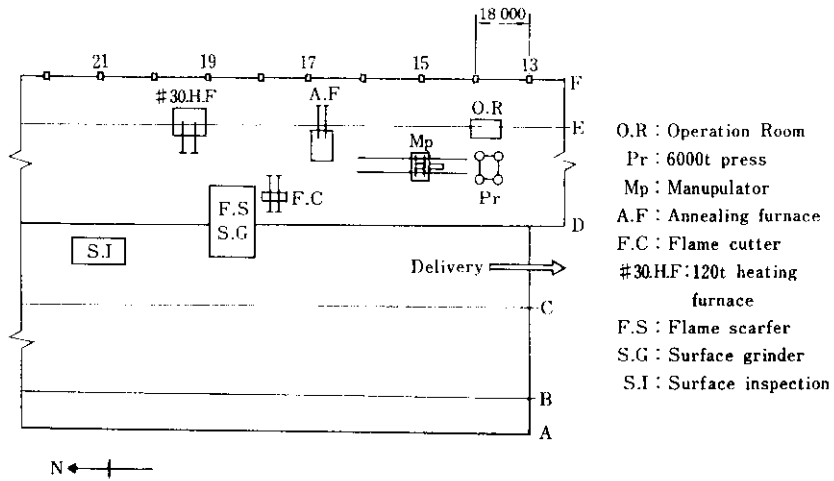 18 000
21
19
17
15
13
F
#30.H.F
A.F
O.R
E
Mp
Pr
F.C
F.S
S.G
D
S.I
Delivery
C
B
A
N
O.R : Operation Room
Pr : 6000t press
Mp : Manupulator
A.F : Annealing furnace
F.C : Flame cutter
#30.H.F : 120t heating
furnace
F.S : Flame scarfer
S.G : Surface grinder
S.I : Surface inspection